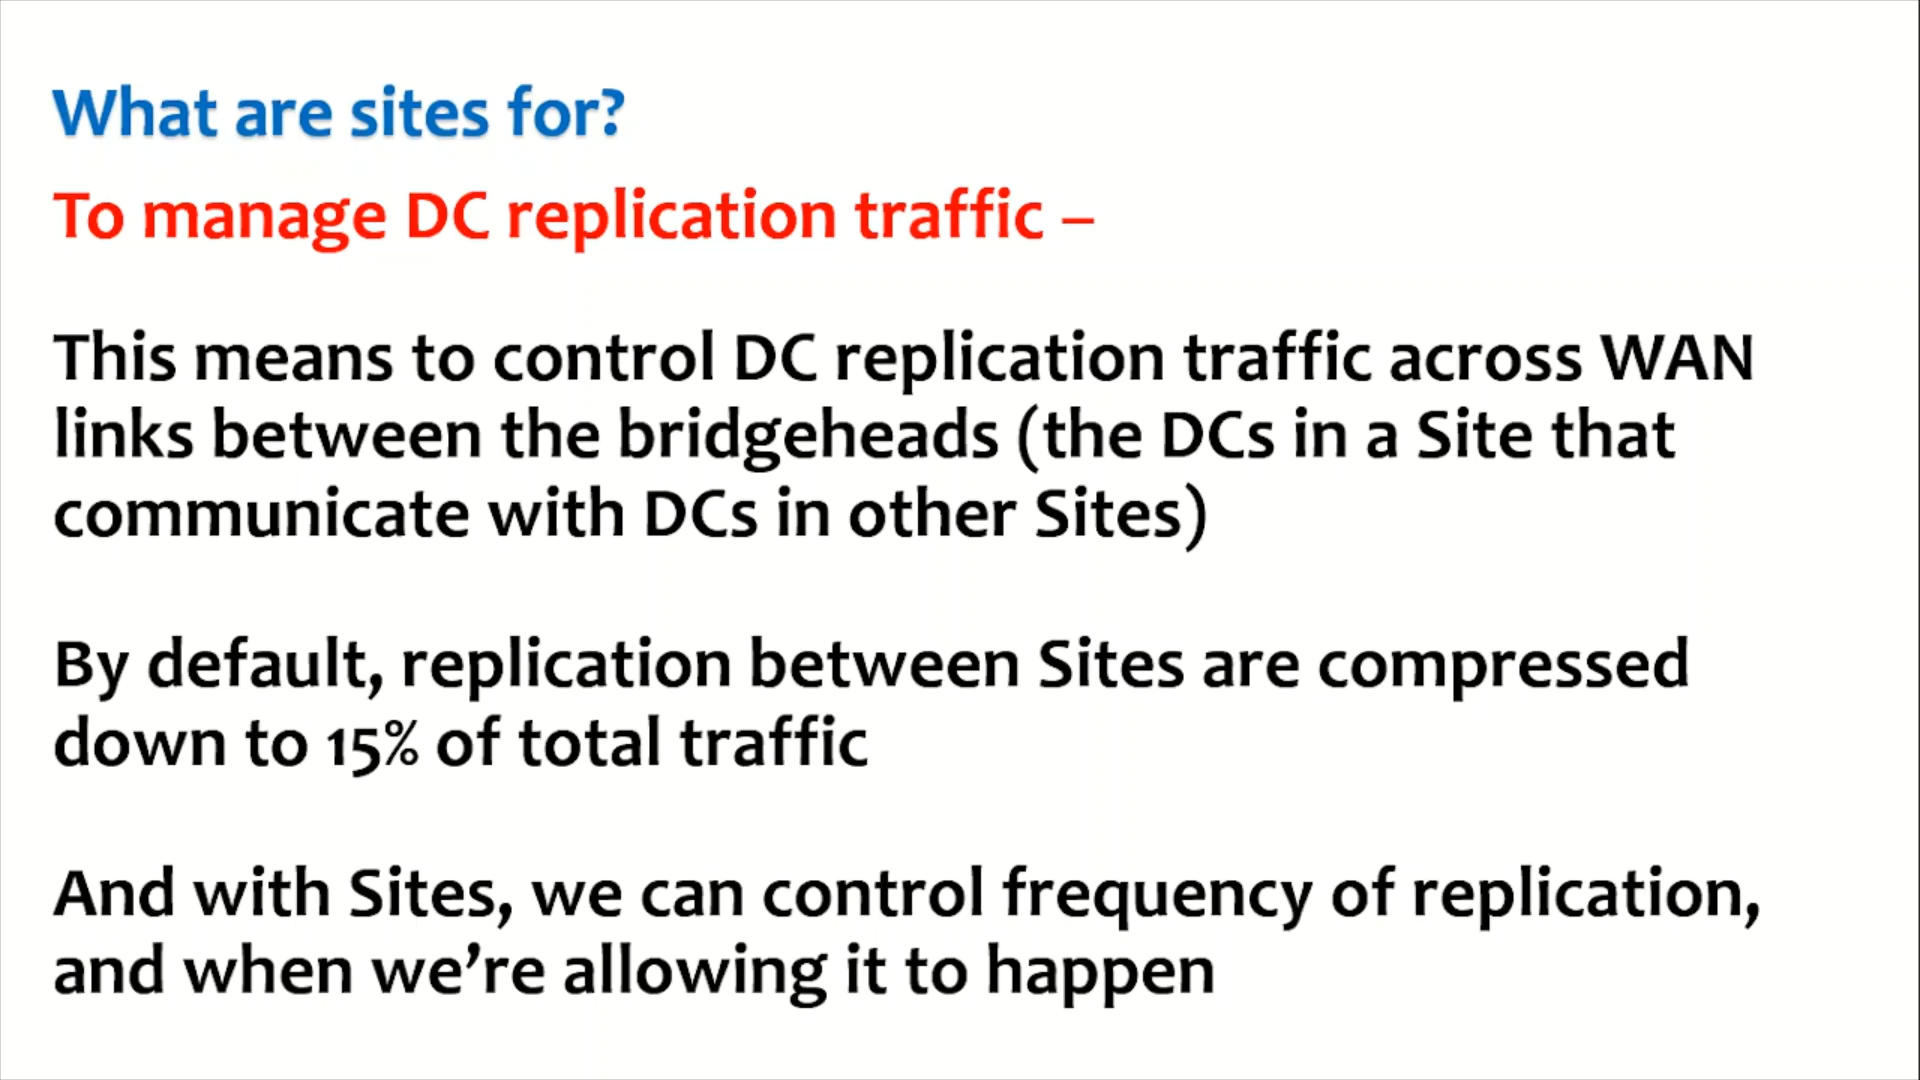 What are sites for?
To manage DC replication traffic –
This means to control DC replication traffic across WAN
links between the bridgeheads (the DCs in a Site that
communicate with DCs in other Sites)
By default, replication between Sites are compressed
down to 15% of total traffic
And with Sites, we can control frequency of replication,
and when we’re allowing it to happen